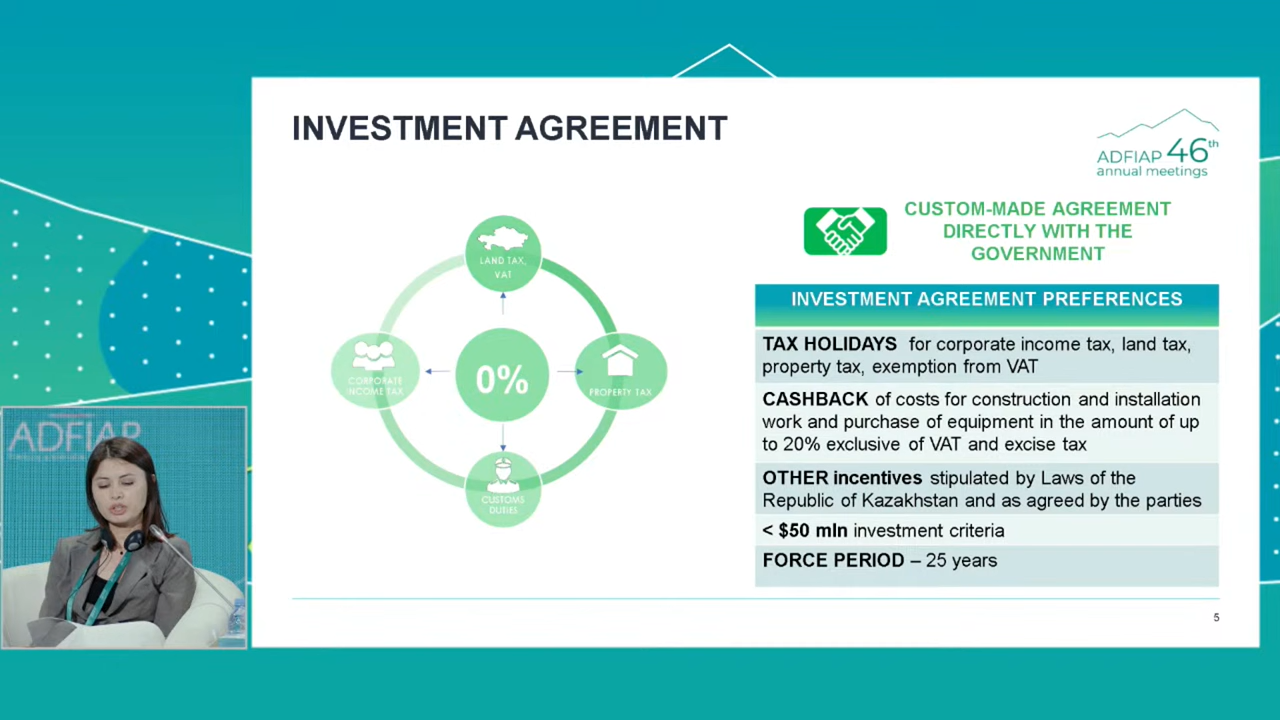 INVESTMENT AGREEMENT
ADFIAP 46th
annual meetings
LAND TAX,
VAT
CORPORATE
INCOME TAX
0%
PROPERTY TAX
CUSTOMS
DUTIES
CUSTOM-MADE AGREEMENT
DIRECTLY WITH THE
GOVERNMENT
INVESTMENT AGREEMENT PREFERENCES
TAX HOLIDAYS for corporate income tax, land tax,
property tax, exemption from VAT
CASHBACK of costs for construction and installation
work and purchase of equipment in the amount of up
to 20% exclusive of VAT and excise tax
OTHER incentives stipulated by Laws of the
Republic of Kazakhstan and as agreed by the parties
< $50 mln investment criteria
FORCE PERIOD – 25 years
5
ADFIAP